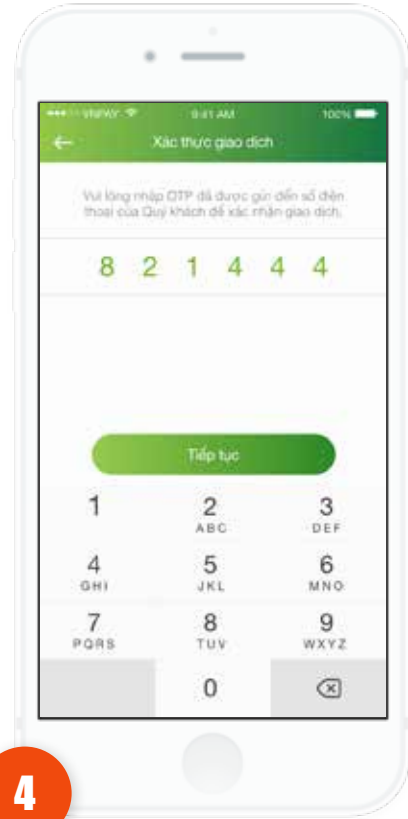 VNPAY 9:41 AM 100%
Xác thực giao dịch
Vui lòng nhập OTP đã được gửi đến số điện
thoại của Quý khách để xác nhận giao dịch.
8 2 1 4 4 4
Tiếp tục
1 2 3
ABC DEF
4 5 6
GHI JKL MNO
7 8 9
PQRS TUV WXYZ
0
4